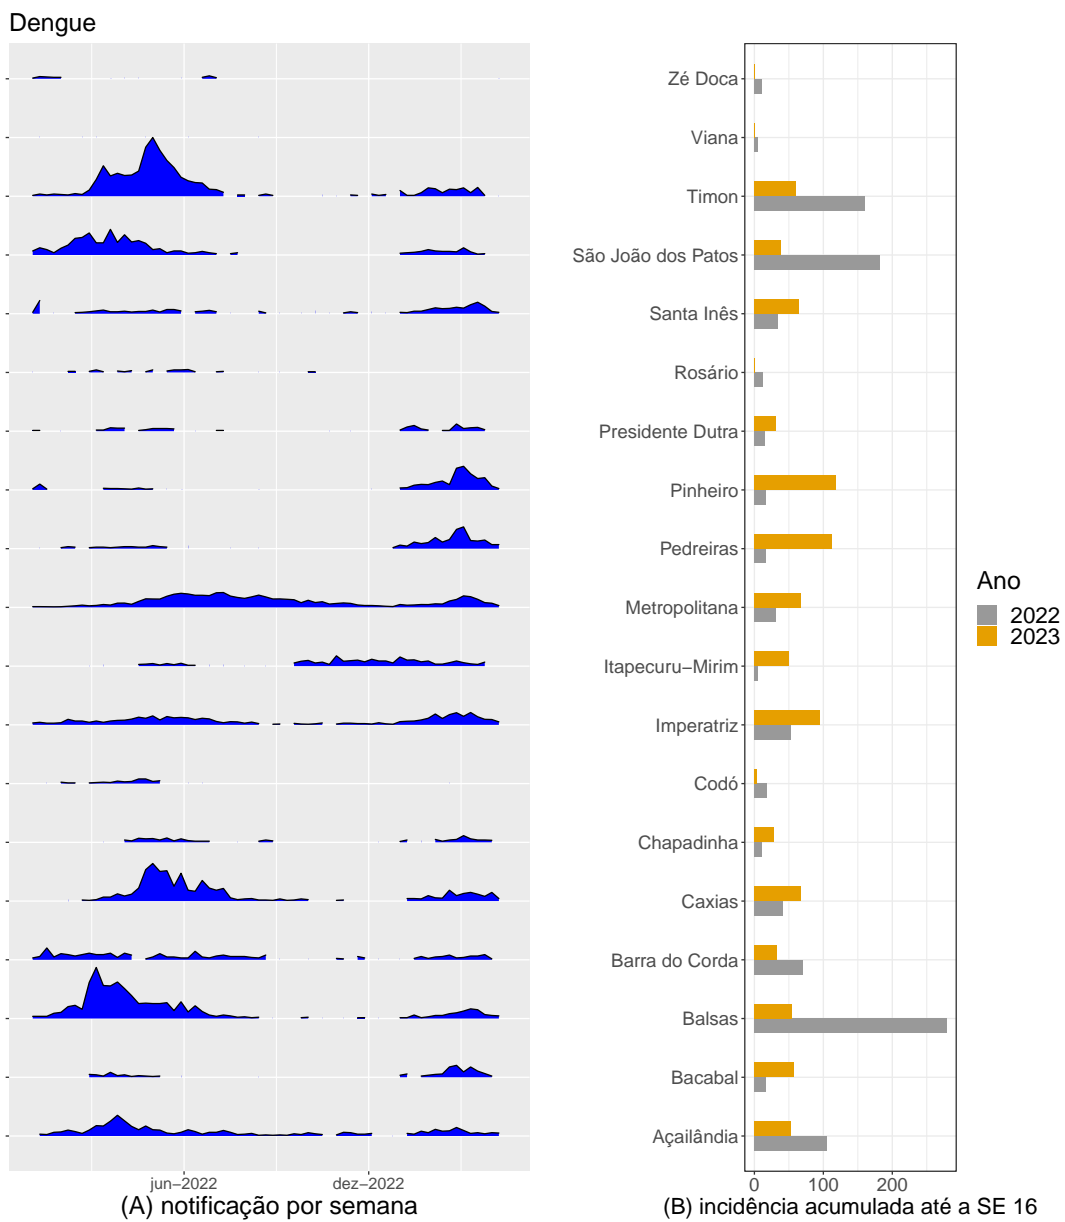 Dengue
Zé Doca
Viana
Timon
São João dos Patos
Santa Inês
Rosário
Presidente Dutra
Pinheiro
Pedreiras
Metropolitana
Itapecuru−Mirim
Imperatriz
Codó
Chapadinha
Caxias
Barra do Corda
Balsas
Bacabal
Açailândia
Ano
2022
2023
jun−2022 dez−2022
0 100 200
(A) notificação por semana
(B) incidência acumulada até a SE 16